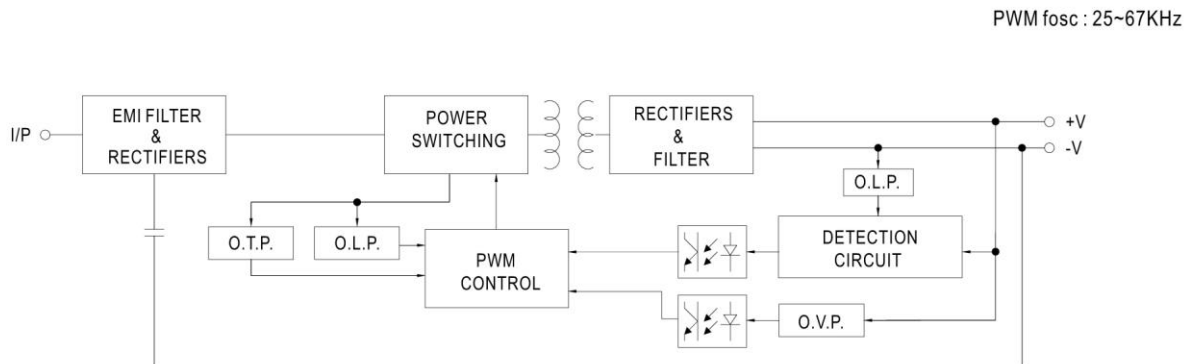 PWM fosc : 25~67KHz
I/P
EMI FILTER
&
RECTIFIERS
POWER
SWITCHING
RECTIFIERS
&
FILTER
+V
-V
O.L.P.
O.T.P.
O.L.P.
PWM
CONTROL
DETECTION
CIRCUIT
O.V.P.